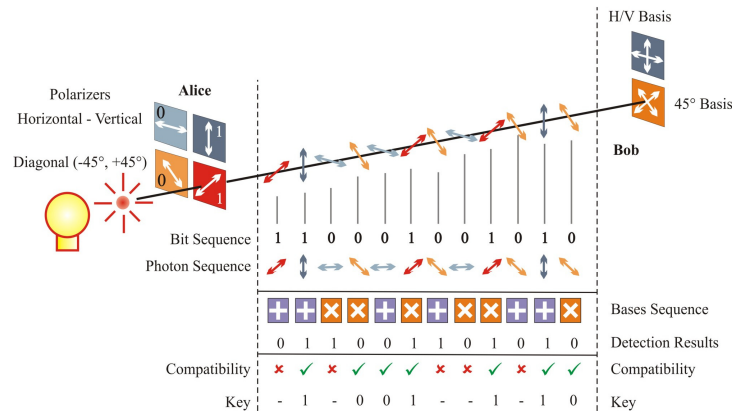 H/V Basis
Polarizers
Alice
Horizontal - Vertical
0
1
45° Basis
Diagonal (-45°, +45°)
0
1
Bob
Bit Sequence 1 1 0 0 0 1 0 0 1 0 1 0
Photon Sequence
Bases Sequence
0 1 1 0 0 1 1 0 1 1 1 0 Detection Results
Compatibility ✘ ✓ ✘ ✓ ✓ ✓ ✘ ✘ ✓ ✘ ✓ ✓ Compatibility
Key - 1 - 0 0 1 - - 1 - 1 0 Key